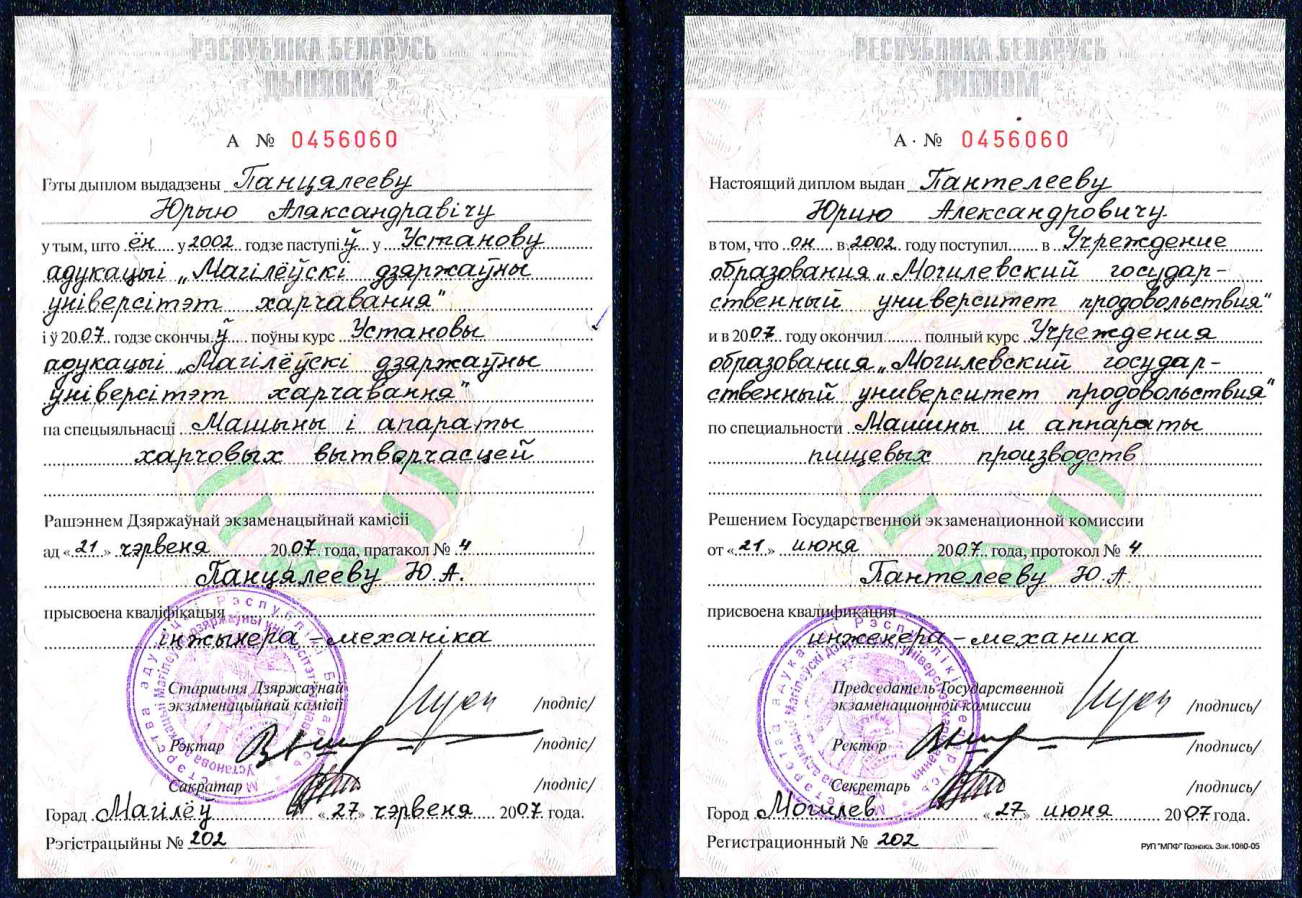 РЭСПУБЛІКА БЕЛАРУСЬ
ДЫПЛОМ
А № 0456060
Гэты дыплом выдадзены Панцялееву
Юрыю Аляксандравічу
у тым, што ён у 2002 годзе паступіў у Установу
адукацыі „Магілёўскі дзяржаўны
універсітэт харчавання"
і ў 2007 годзе скончыў поўны курс Установы
адукацыі „Магілёўскі дзяржаўны
універсітэт харчавання"
па спецыяльнасці Машыны і апараты
харчовых вытворчасцей
Рашэннем Дзяржаўнай экзаменацыйнай камісіі
ад «21» чэрвеня 2007 года, пратакол № 4
Панцялееву Ю.А.
прысвоена кваліфікацыя
інжынера-механіка
Старшыня Дзяржаўнай
экзаменацыйнай камісіі /подпіс/
Рэктар /подпіс/
Сакратар /подпіс/
Горад Магілёў «27» чэрвеня 2007 года.
Рэгістрацыйны № 202
РЕСПУБЛИКА БЕЛАРУСЬ
ДИПЛОМ
А · № 0456060
Настоящий диплом выдан Пантелееву
Юрию Александровичу
в том, что он в 2002 году поступил в Учреждение
образования „Могилевский государ-
ственный университет продовольствия"
и в 2007 году окончил полный курс Учреждения
образования „Могилевский государ-
ственный университет продовольствия"
по специальности Машины и аппараты
пищевых производств
Решением Государственной экзаменационной комиссии
от «21» июня 2007 года, протокол № 4
Пантелееву Ю.А.
присвоена квалификация
инженера-механика
Председатель Государственной
экзаменационной комиссии /подпись/
Ректор /подпись/
Секретарь /подпись/
Город Могилев «27» июня 2007 года.
Регистрационный № 202
РУП "МПФ" Гознака. Зак.1080-05